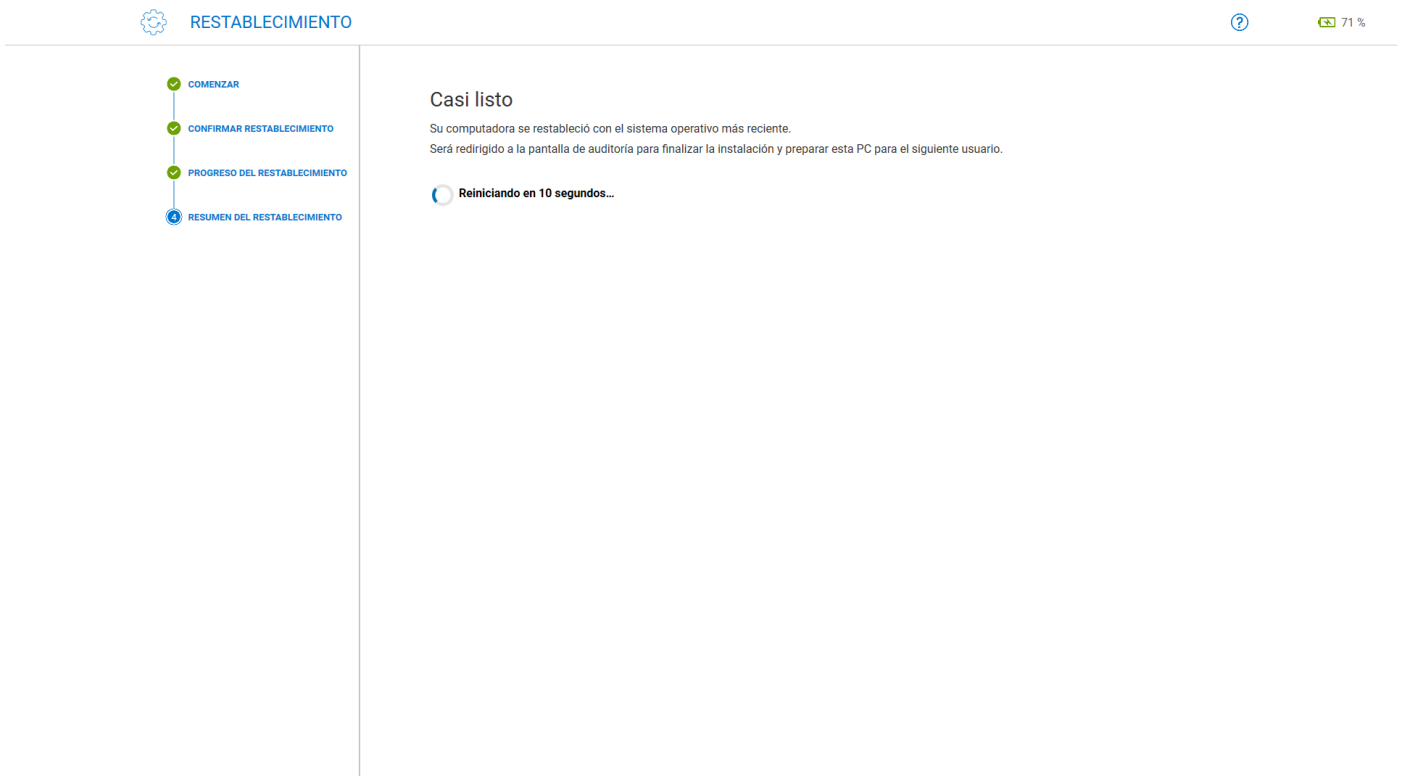 RESTABLECIMIENTO
71 %
COMENZAR
CONFIRMAR RESTABLECIMIENTO
PROGRESO DEL RESTABLECIMIENTO
4 RESUMEN DEL RESTABLECIMIENTO
Casi listo
Su computadora se restableció con el sistema operativo más reciente.
Será redirigido a la pantalla de auditoría para finalizar la instalación y preparar esta PC para el siguiente usuario.
Reiniciando en 10 segundos...